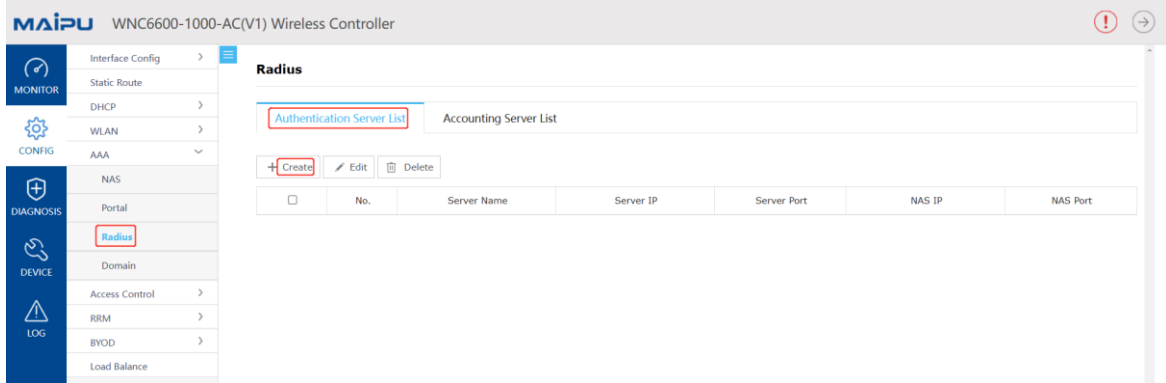 MAIPU WNC6600-1000-AC(V1) Wireless Controller
MONITOR
CONFIG
DIAGNOSIS
DEVICE
LOG
Interface Config
Static Route
DHCP
WLAN
AAA
NAS
Portal
Radius
Domain
Access Control
RRM
BYOD
Load Balance
Radius
Authentication Server List Accounting Server List
Create Edit Delete
No. Server Name Server IP Server Port NAS IP NAS Port